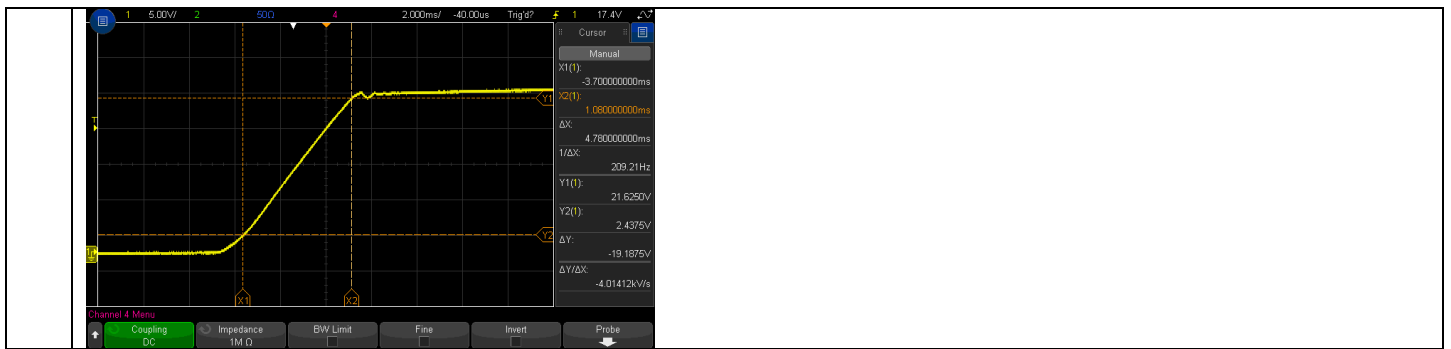 1 5.00V/ 2 50Ω 4 2.000ms/ -40.00us Trig'd? 1 17.4V
Cursor
Manual
X1(1):
-3.700000000ms
X2(1):
1.080000000ms
ΔX:
4.780000000ms
1/ΔX:
209.21Hz
Y1(1):
21.6250V
Y2(1):
2.4375V
ΔY:
-19.1875V
ΔY/ΔX:
-4.01412kV/s
T
Y1
Y2
X1 X2
Channel 4 Menu
Coupling Impedance BW Limit Fine Invert Probe
DC 1M Ω